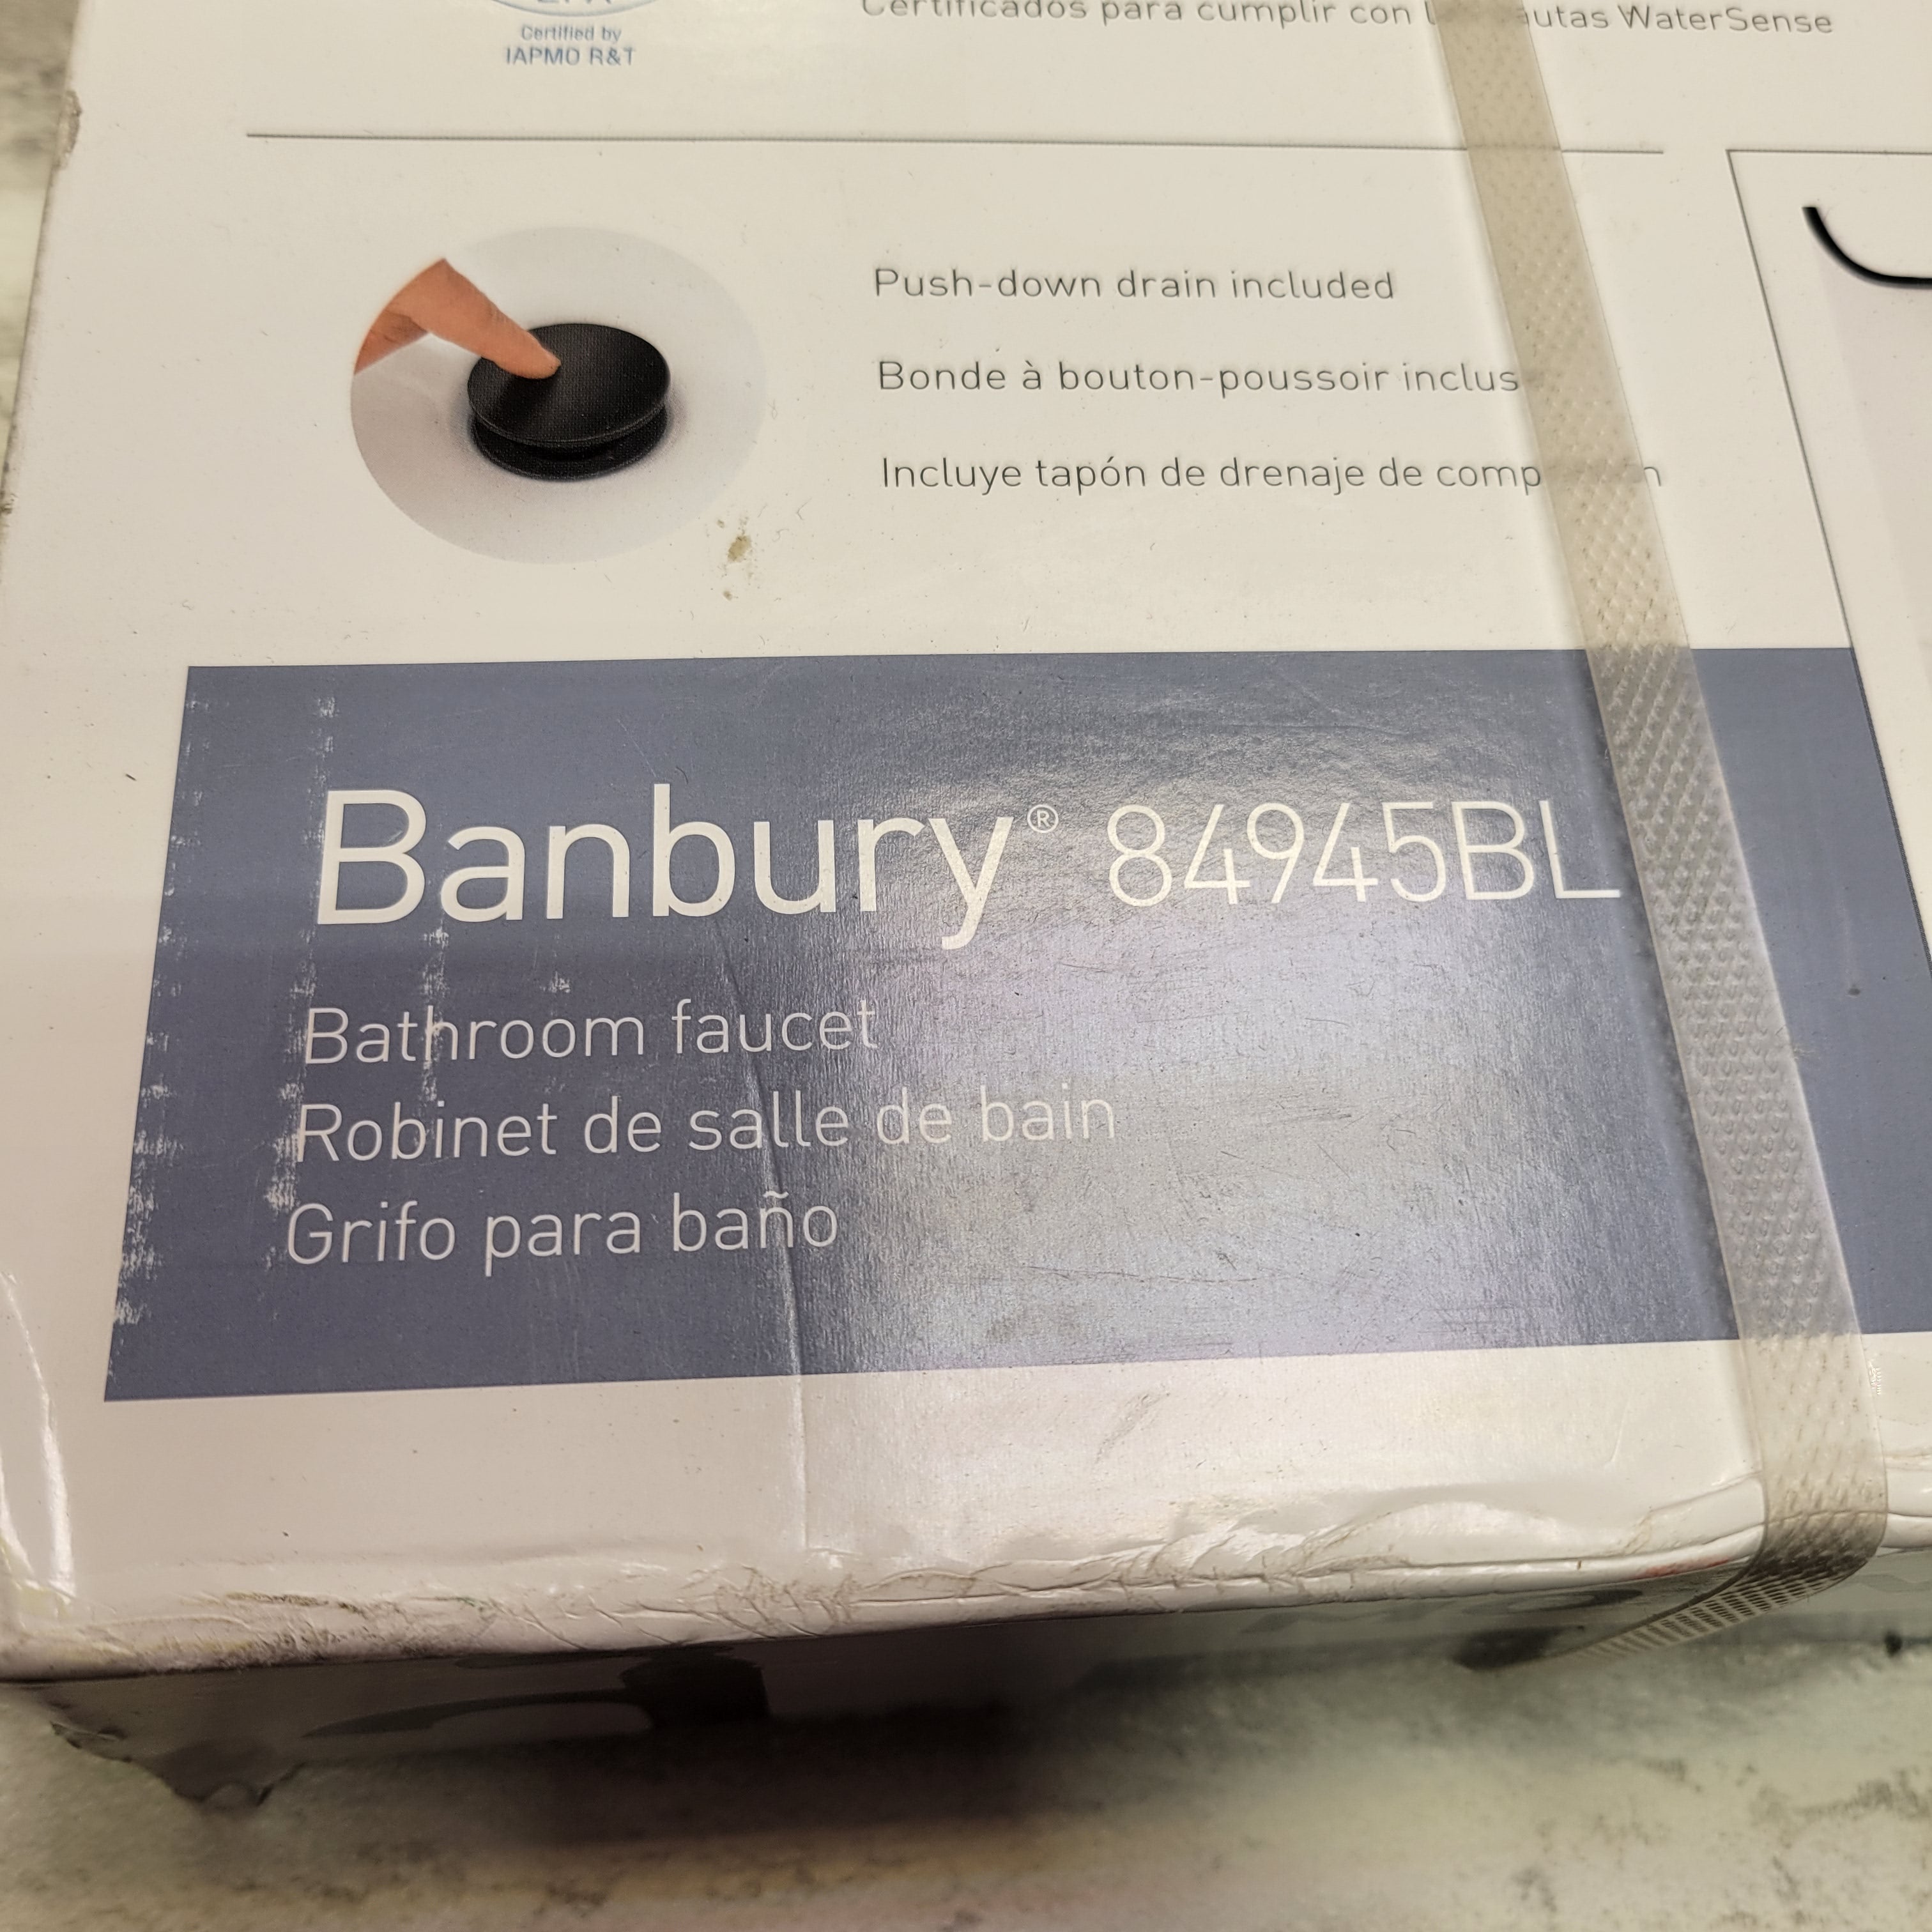 Certified by
IAPMO R&T
Certificados para cumplir con WaterSense
Push-down drain included
Bonde à bouton-poussoir inclus
Incluye tapón de drenaje de
Banbury® 84945BL
Bathroom faucet
Robinet de salle de bain
Grifo para baño